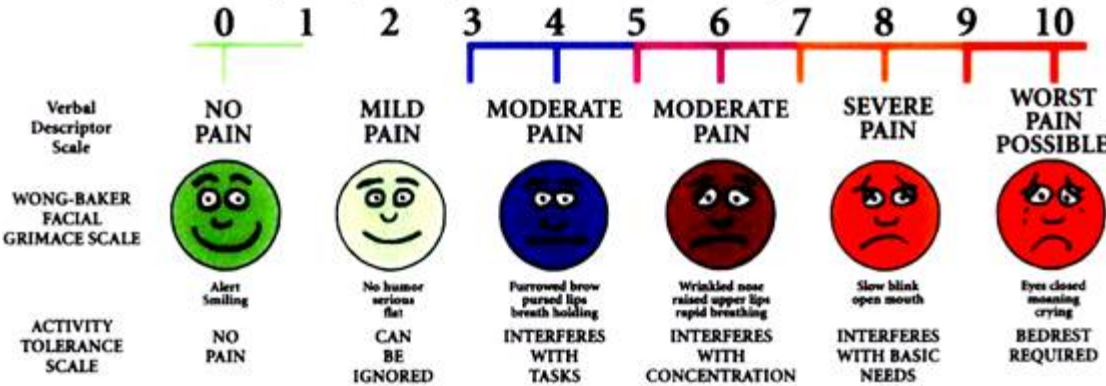 0 1 2 3 4 5 6 7 8 9 10
Verbal
Descriptor
Scale
NO
PAIN
MILD
PAIN
MODERATE
PAIN
MODERATE
PAIN
SEVERE
PAIN
WORST
PAIN
POSSIBLE
WONG-BAKER
FACIAL
GRIMACE SCALE
Alert
Smiling
No humor
serious
flat
Furrowed brow
pursed lips
breath holding
Wrinkled nose
raised upper lips
rapid breathing
Slow blink
open mouth
Eyes closed
moaning
crying
ACTIVITY
TOLERANCE
SCALE
NO
PAIN
CAN
BE
IGNORED
INTERFERES
WITH
TASKS
INTERFERES
WITH
CONCENTRATION
INTERFERES
WITH BASIC
NEEDS
BEDREST
REQUIRED